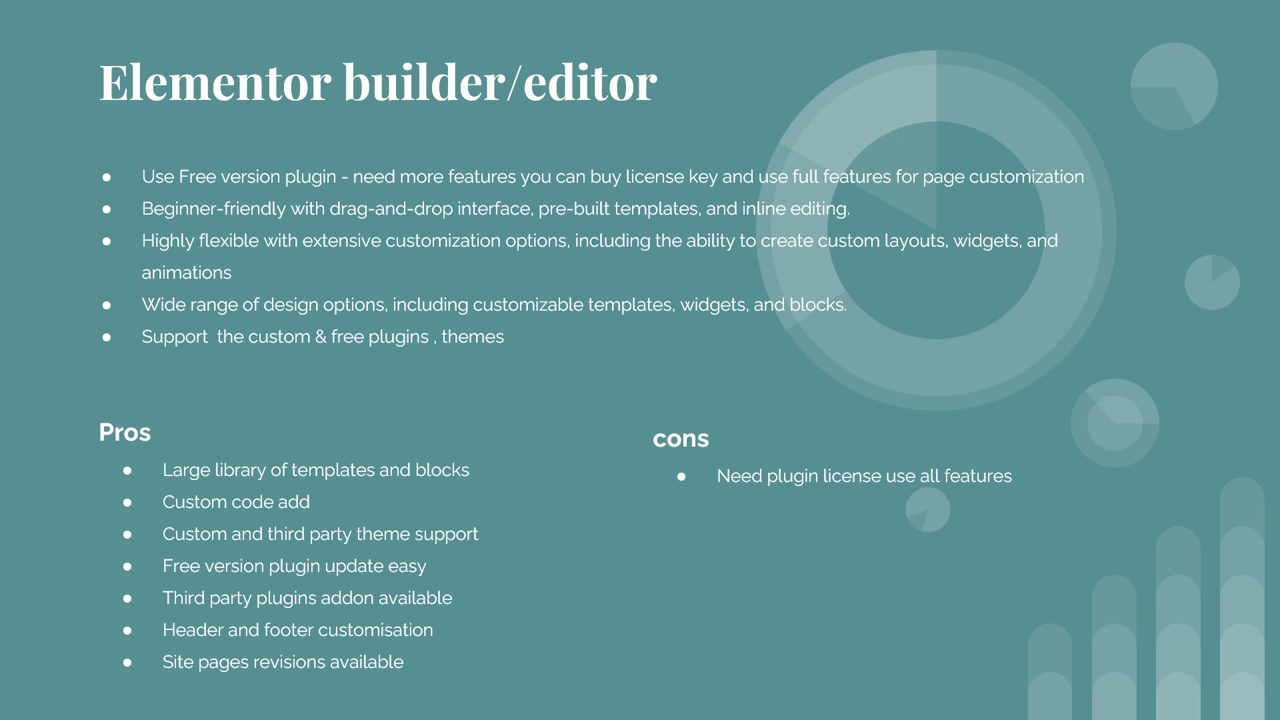 Elementor builder/editor
● Use Free version plugin - need more features you can buy license key and use full features for page customization
● Beginner-friendly with drag-and-drop interface, pre-built templates, and inline editing.
● Highly flexible with extensive customization options, including the ability to create custom layouts, widgets, and
animations
● Wide range of design options, including customizable templates, widgets, and blocks.
● Support  the custom & free plugins , themes
Pros
● Large library of templates and blocks
● Custom code add
● Custom and third party theme support
● Free version plugin update easy
● Third party plugins addon available
● Header and footer customisation
● Site pages revisions available
cons
● Need plugin license use all features